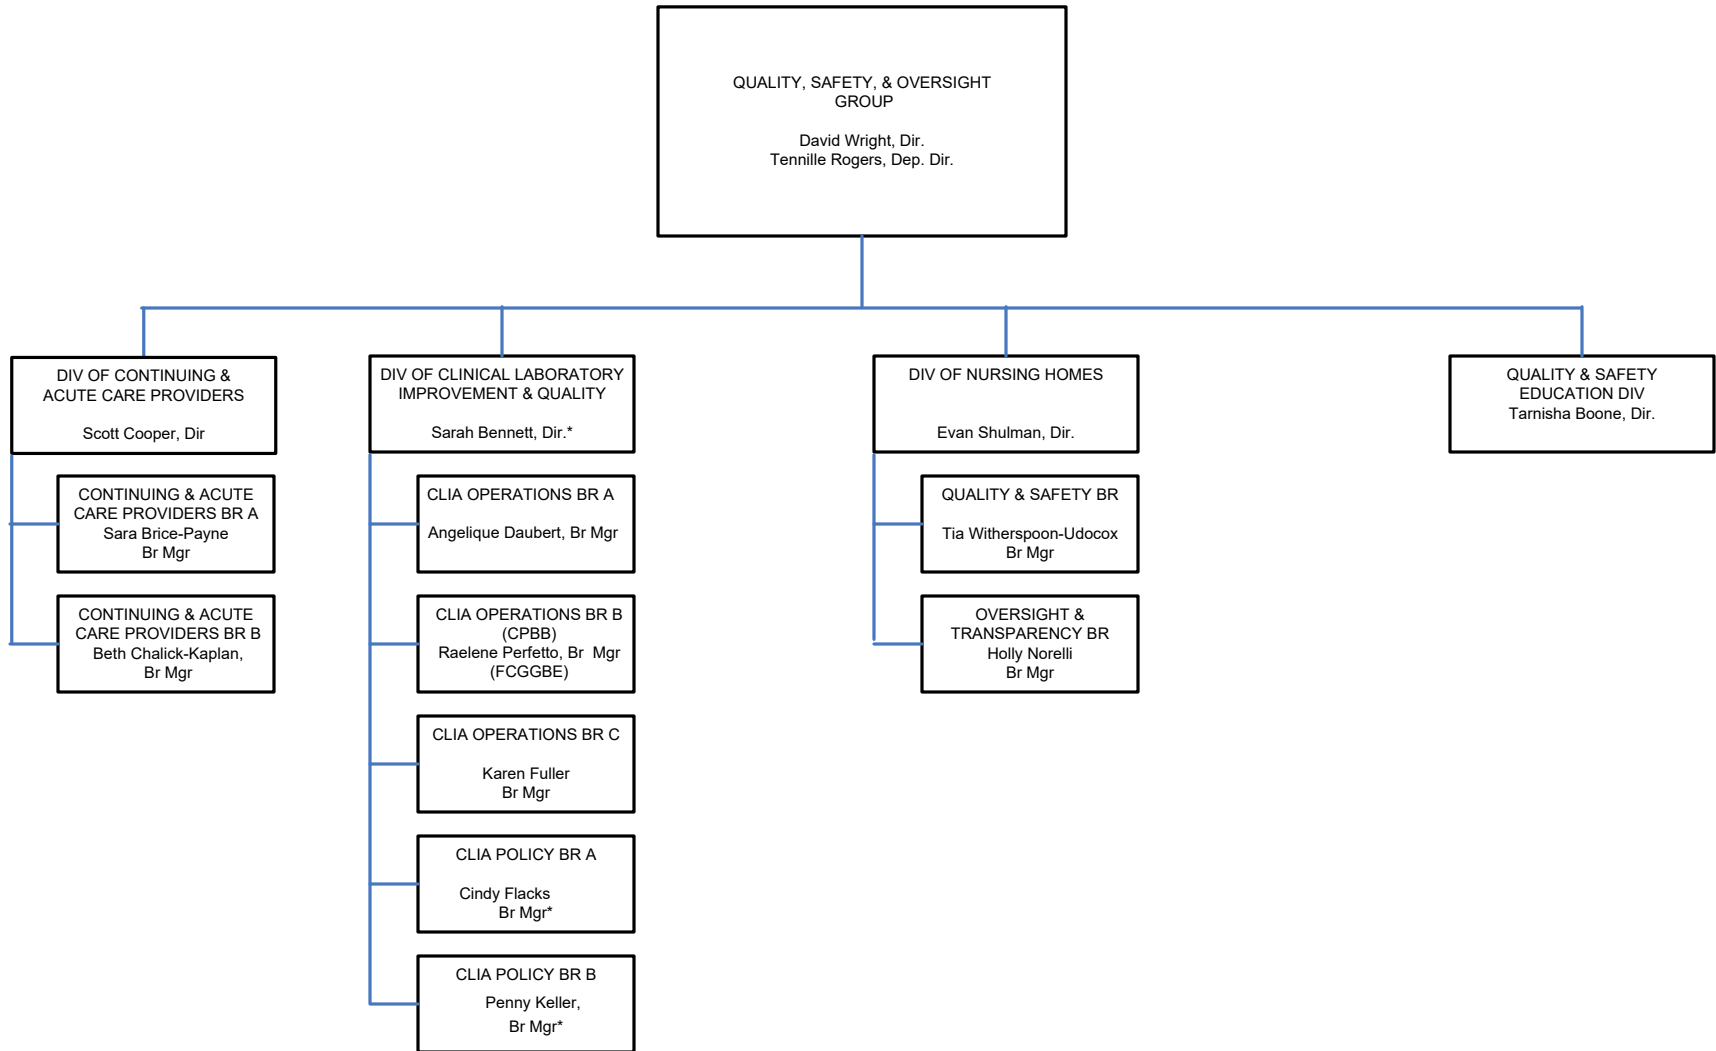 QUALITY, SAFETY, & OVERSIGHT
GROUP
David Wright, Dir.
Tennille Rogers, Dep. Dir.
DIV OF CONTINUING &
ACUTE CARE PROVIDERS
Scott Cooper, Dir
CONTINUING & ACUTE
CARE PROVIDERS BR A
Sara Brice-Payne
Br Mgr
CONTINUING & ACUTE
CARE PROVIDERS BR B
Beth Chalick-Kaplan,
Br Mgr
DIV OF CLINICAL LABORATORY
IMPROVEMENT & QUALITY
Sarah Bennett, Dir.*
CLIA OPERATIONS BR A
Angelique Daubert, Br Mgr
CLIA OPERATIONS BR B
(CPBB)
Raelene Perfetto, Br  Mgr
(FCGGBE)
CLIA OPERATIONS BR C
Karen Fuller
Br Mgr
CLIA POLICY BR A
Cindy Flacks
Br Mgr*
CLIA POLICY BR B
Penny Keller,
Br Mgr*
DIV OF NURSING HOMES
Evan Shulman, Dir.
QUALITY & SAFETY BR
Tia Witherspoon-Udocox
Br Mgr
OVERSIGHT &
TRANSPARENCY BR
Holly Norelli
Br Mgr
QUALITY & SAFETY
EDUCATION DIV
Tarnisha Boone, Dir.